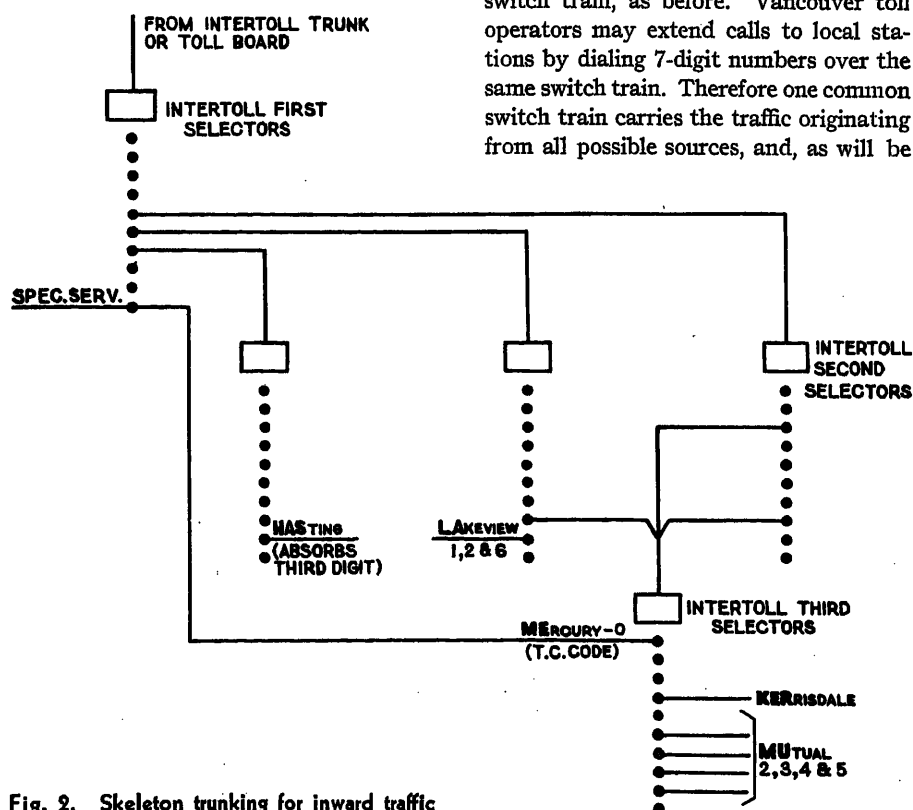 switch train, as before. Vancouver toll
operators may extend calls to local sta-
tions by dialing 7-digit numbers over the
same switch train. Therefore one common
switch train carries the traffic originating
from all possible sources, and, as will be
FROM INTERTOLL TRUNK
OR TOLL BOARD
INTERTOLL FIRST
SELECTORS
SPEC. SERV.
INTERTOLL
SECOND
SELECTORS
HASTING
(ABSORBS
THIRD DIGIT)
LAKEVIEW
1,2 & 6
INTERTOLL THIRD
SELECTORS
MERCURY-0
(T.C. CODE)
KERRISDALE
MUTUAL
2,3,4 & 5
Fig. 2. Skeleton trunking for inward traffic